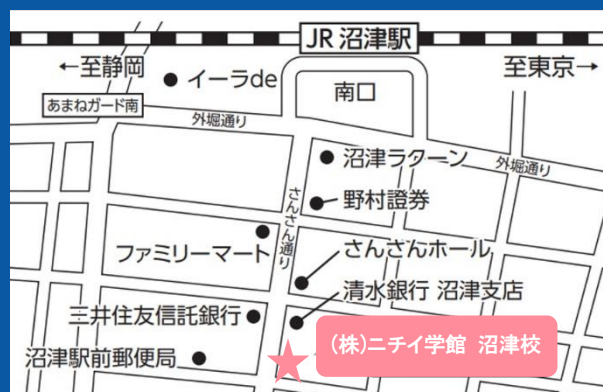 JR 沼津駅
←至静岡
至東京→
イーラde
南口
あまねガード南
外堀通り
沼津ラクーン
外堀通り
さんさん通り
野村證券
ファミリーマート
さんさんホール
清水銀行 沼津支店
三井住友信託銀行
(株)ニチイ学館 沼津校
沼津駅前郵便局